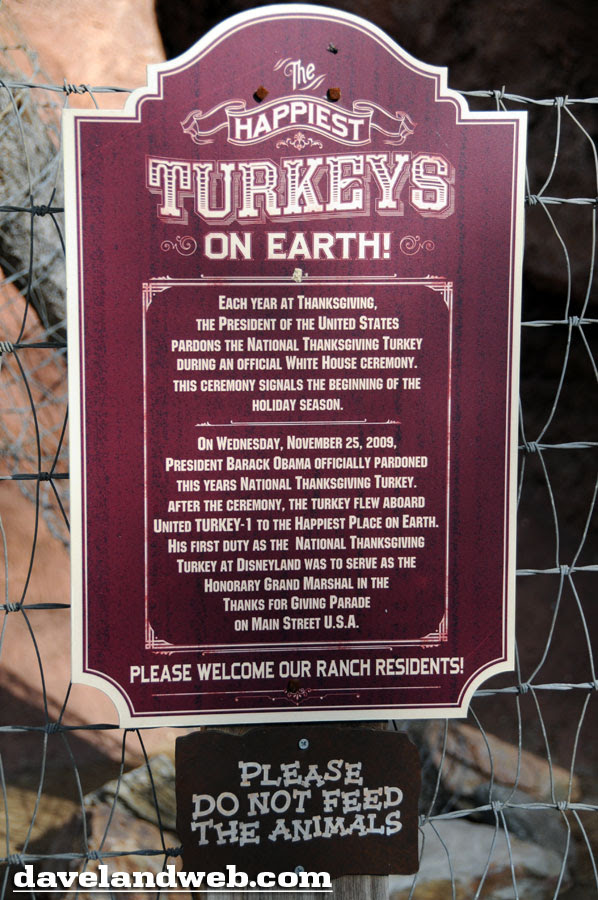 The
HAPPIEST
TURKEYS
ON EARTH!
EACH YEAR AT THANKSGIVING,
THE PRESIDENT OF THE UNITED STATES
PARDONS THE NATIONAL THANKSGIVING TURKEY
DURING AN OFFICIAL WHITE HOUSE CEREMONY.
THIS CEREMONY SIGNALS THE BEGINNING OF THE
HOLIDAY SEASON.
ON WEDNESDAY, NOVEMBER 25, 2009,
PRESIDENT BARACK OBAMA OFFICIALLY PARDONED
THIS YEARS NATIONAL THANKSGIVING TURKEY.
AFTER THE CEREMONY, THE TURKEY FLEW ABOARD
UNITED TURKEY-1 TO THE HAPPIEST PLACE ON EARTH.
HIS FIRST DUTY AS THE NATIONAL THANKSGIVING
TURKEY AT DISNEYLAND WAS TO SERVE AS THE
HONORARY GRAND MARSHAL IN THE
THANKS FOR GIVING PARADE
ON MAIN STREET U.S.A.
PLEASE WELCOME OUR RANCH RESIDENTS!
PLEASE
DO NOT FEED
THE ANIMALS
davelandweb.com